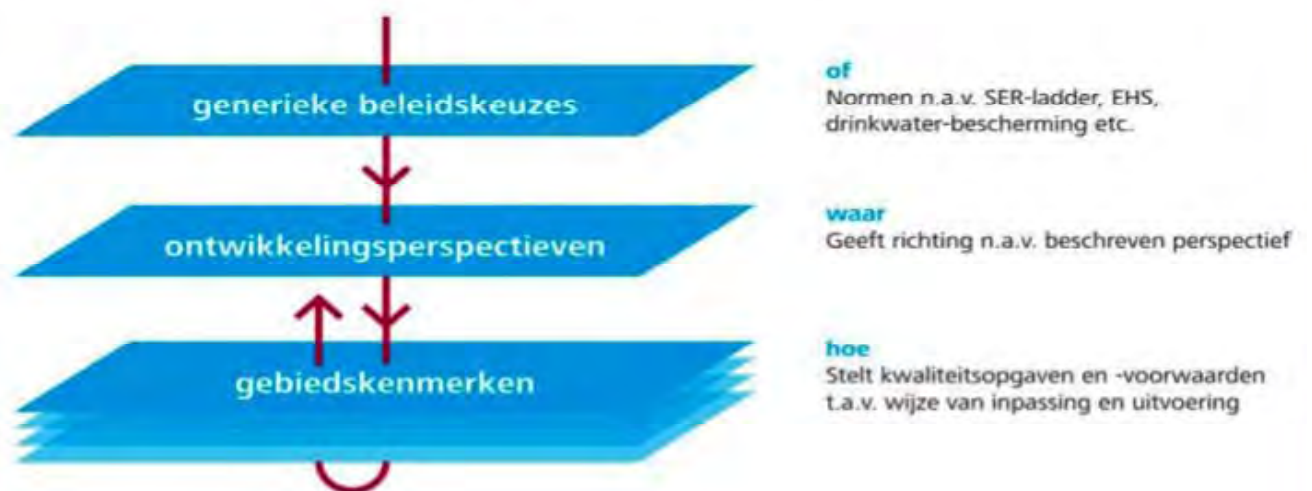 generieke beleidskeuzes
of
Normen n.a.v. SER-ladder, EHS,
drinkwater-bescherming etc.
ontwikkelingsperspectieven
waar
Geeft richting n.a.v. beschreven perspectief
gebiedskenmerken
hoe
Stelt kwaliteitsopgaven en -voorwaarden
t.a.v. wijze van inpassing en uitvoering